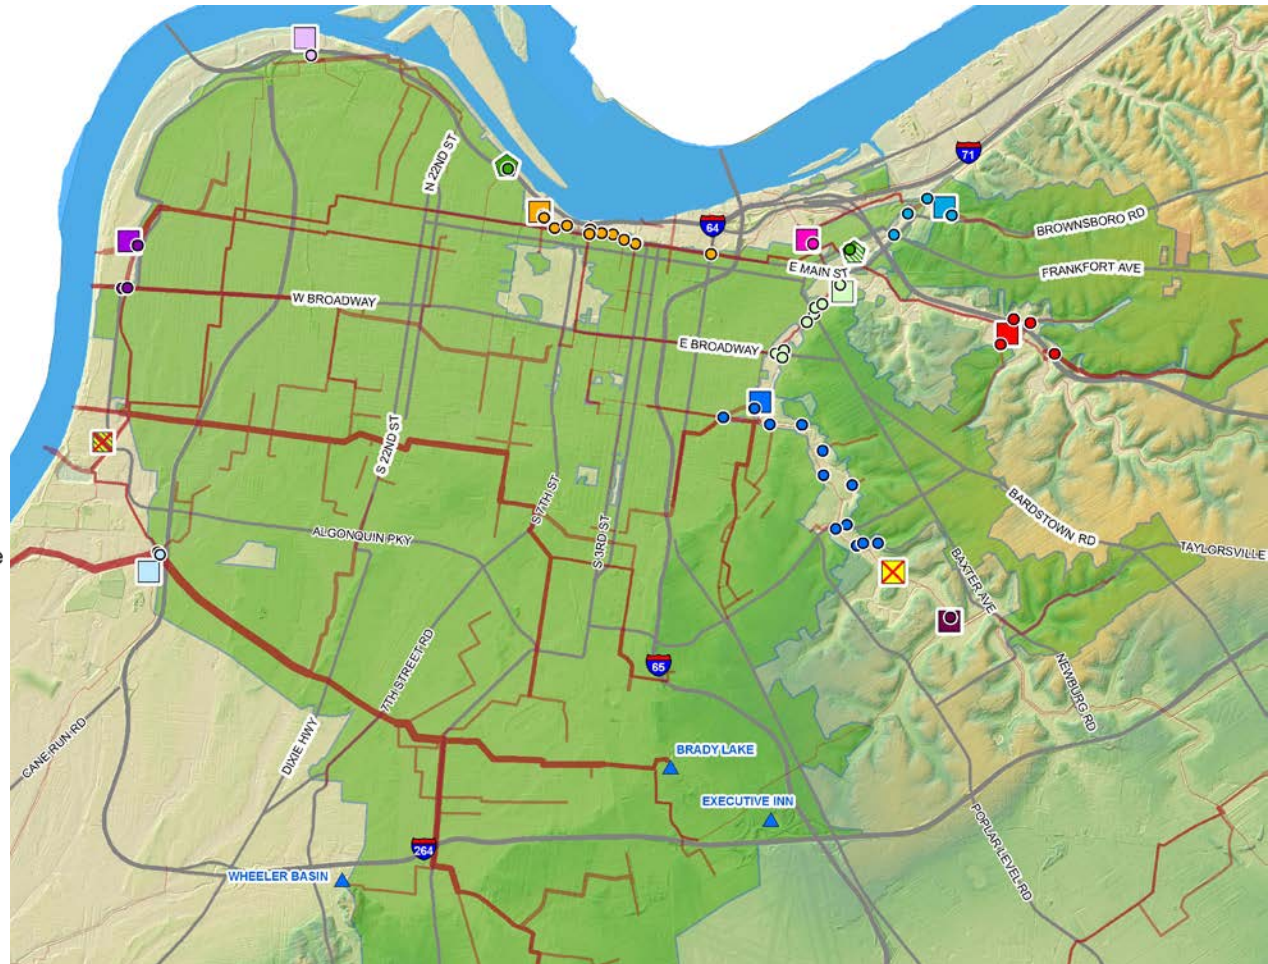 71
N 22ND ST
BROWNSBORO RD
64
E MAIN ST
FRANKFORT AVE
W BROADWAY
E BROADWAY
S 22ND ST
S 7TH ST
BARDSTOWN RD
ALGONQUIN PKY
S 3RD ST
TAYLORSVILLE
e
BAXTER AVE
65
7TH STREET RD
NEWBURG RD
CANE RUN RD
DIXIE HWY
BRADY LAKE
EXECUTIVE INN
POPLAR LEVEL RD
264
WHEELER BASIN